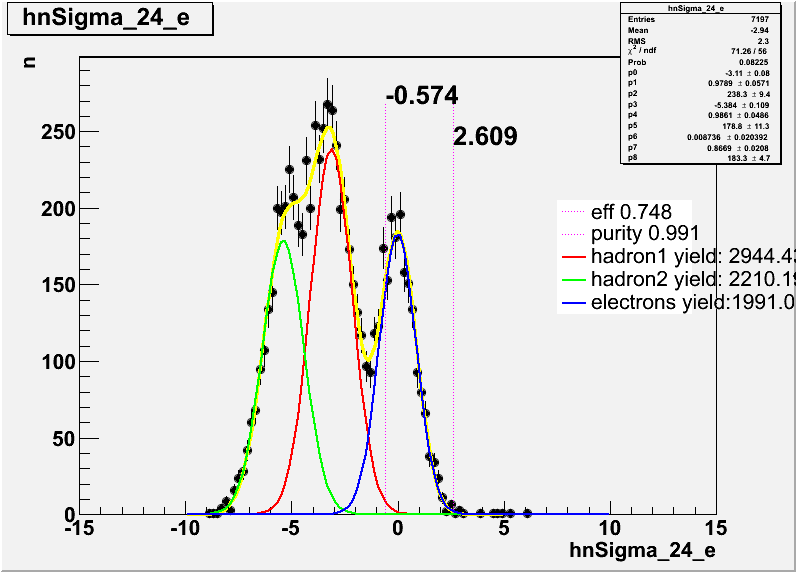 hnSigma_24_e
hnSigma_24_e
Entries 7197
Mean -2.94
RMS 2.3
χ² / ndf 71.26 / 56
Prob 0.08225
p0 -3.11 ± 0.08
p1 0.9789 ± 0.0571
p2 238.3 ± 9.4
p3 -5.384 ± 0.109
p4 0.9861 ± 0.0486
p5 178.8 ± 11.3
p6 0.008736 ± 0.020392
p7 0.8669 ± 0.0208
p8 183.3 ± 4.7
n
-0.574
2.609
250
200
150
100
50
0
eff 0.748
purity 0.991
hadron1 yield: 2944.4
hadron2 yield: 2210.1
electrons yield:1991.0
-15 -10 -5 0 5 10 15
hnSigma_24_e